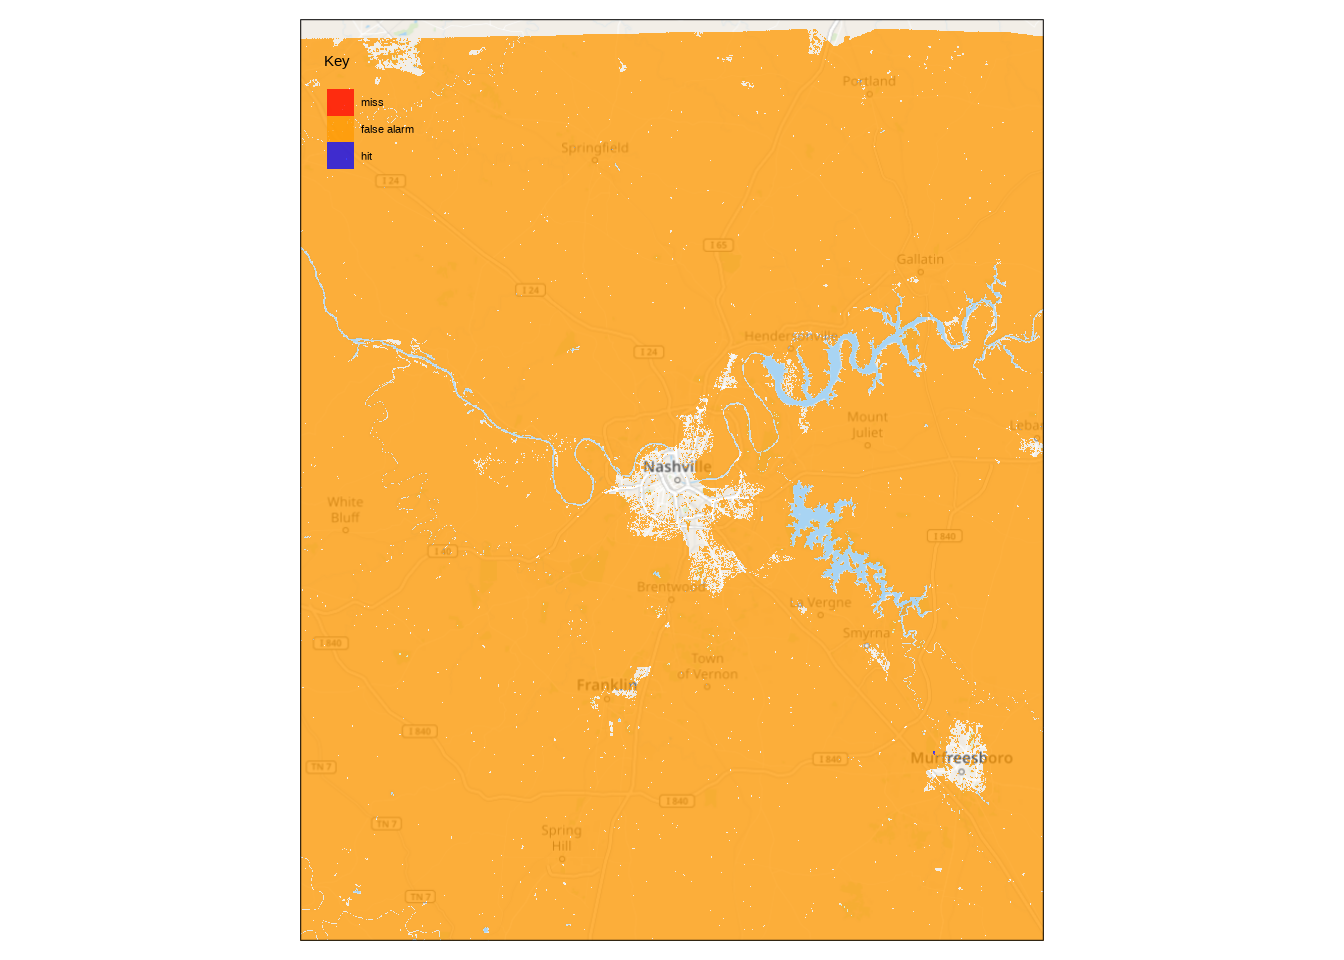 Key
miss
false alarm
hit
Portland
Springfield
I 24
I 65
Gallatin
I 24
Hendersonville
I 24
Mount
Juliet
Nashville
White
Bluff
I 840
I 40
Brentwood
La Vergne
Smyrna
I 840
Town
of Vernon
Franklin
I 840
Murfreesboro
I 840
TN 7
I 840
TN 7
Spring
Hill
TN 7